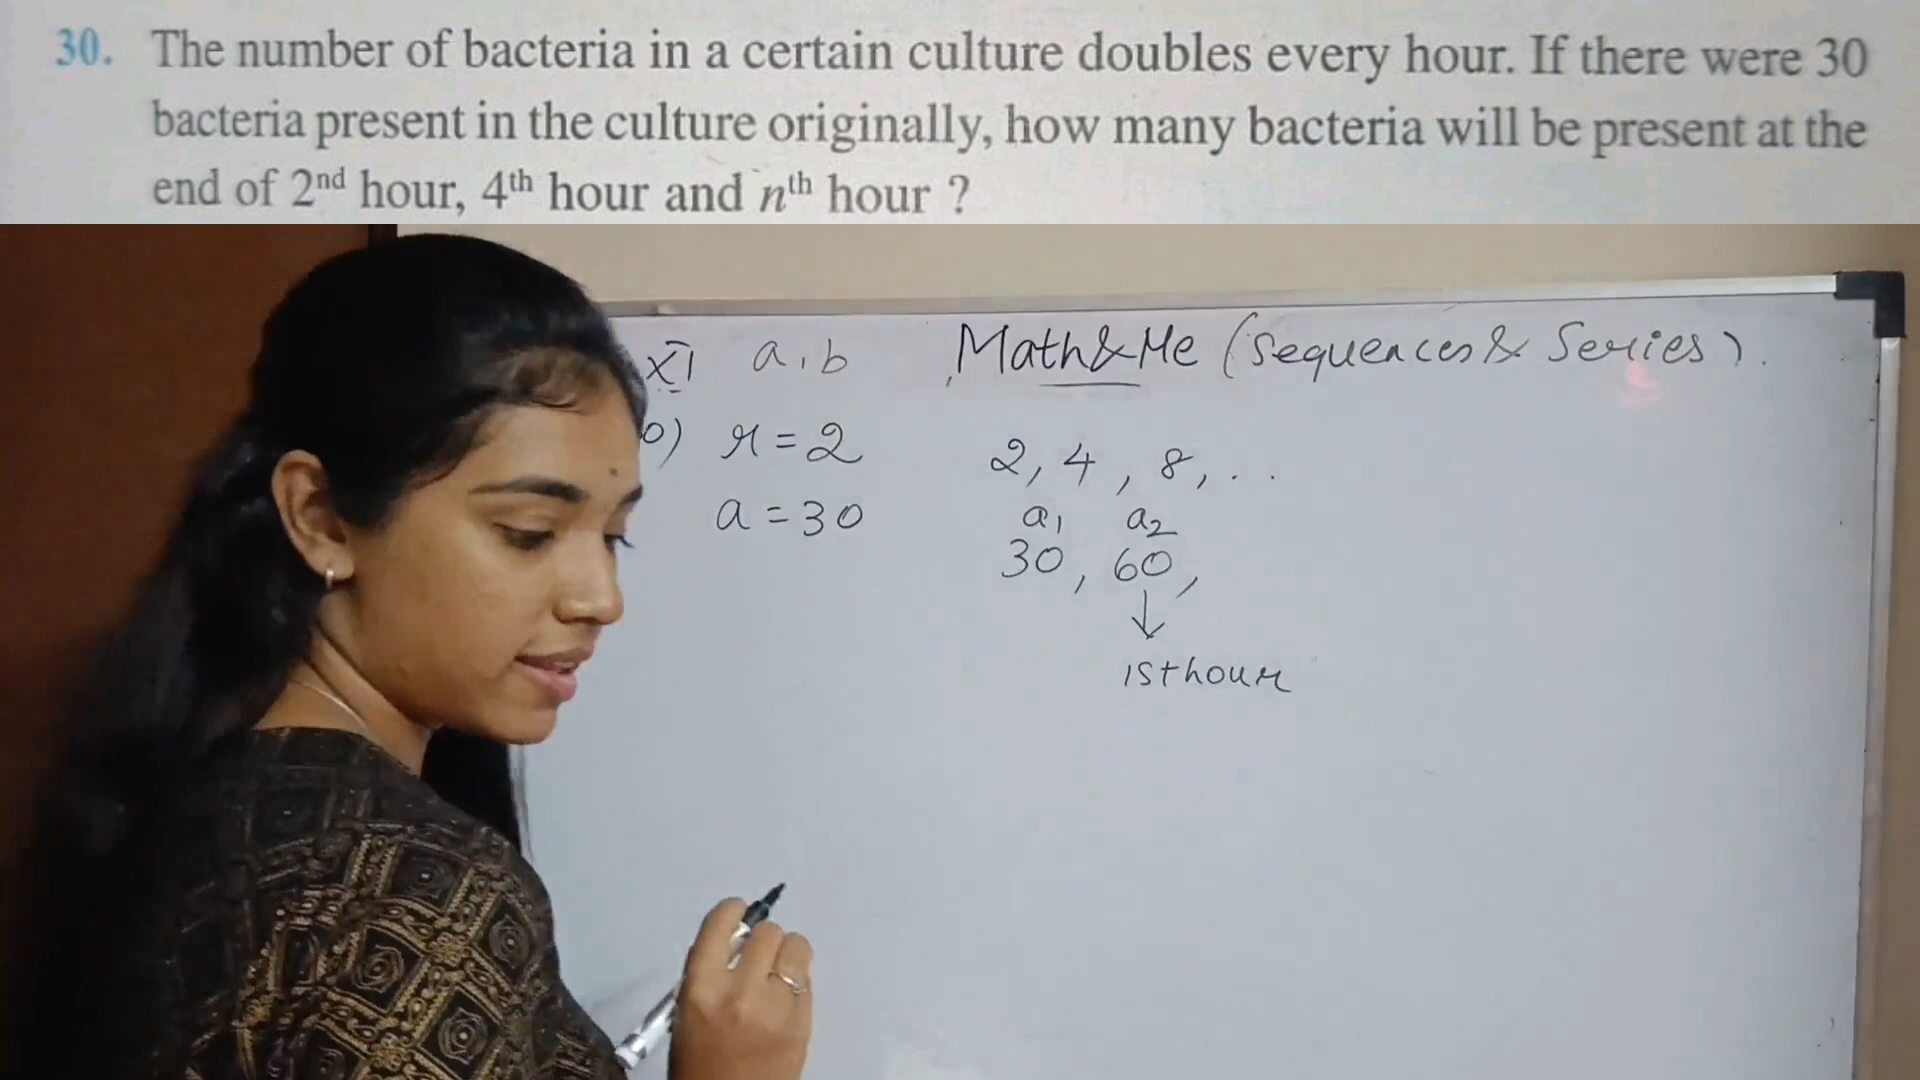 30. The number of bacteria in a certain culture doubles every hour. If there were 30
bacteria present in the culture originally, how many bacteria will be present at the
end of 2nd hour, 4th hour and nth hour ?
XI a,b Math&Me (Sequences & Series).
0) r=2 2, 4, 8, . .
a=30 a1 a2
30, 60,
↓
1st hour